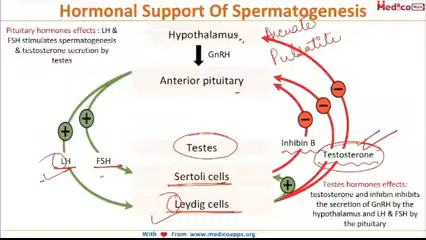 Hormonal Support Of Spermatogenesis
Medico
Pituitary hormones effects : LH &
FSH stimulates spermatogenesis
& testosterone secretion by
testes
Hypothalamus
GnRH
Arcuate
Pulsatile
Anterior pituitary
LH
FSH
Testes
Inhibin B
Testosterone
Sertoli cells
Leydig cells
Testes hormones effects:
testosterone and inhibin inhibits
the secretion of GnRH by the
hypothalamus and LH & FSH by
the pituitary
With ❤ From www.medicoapps.org